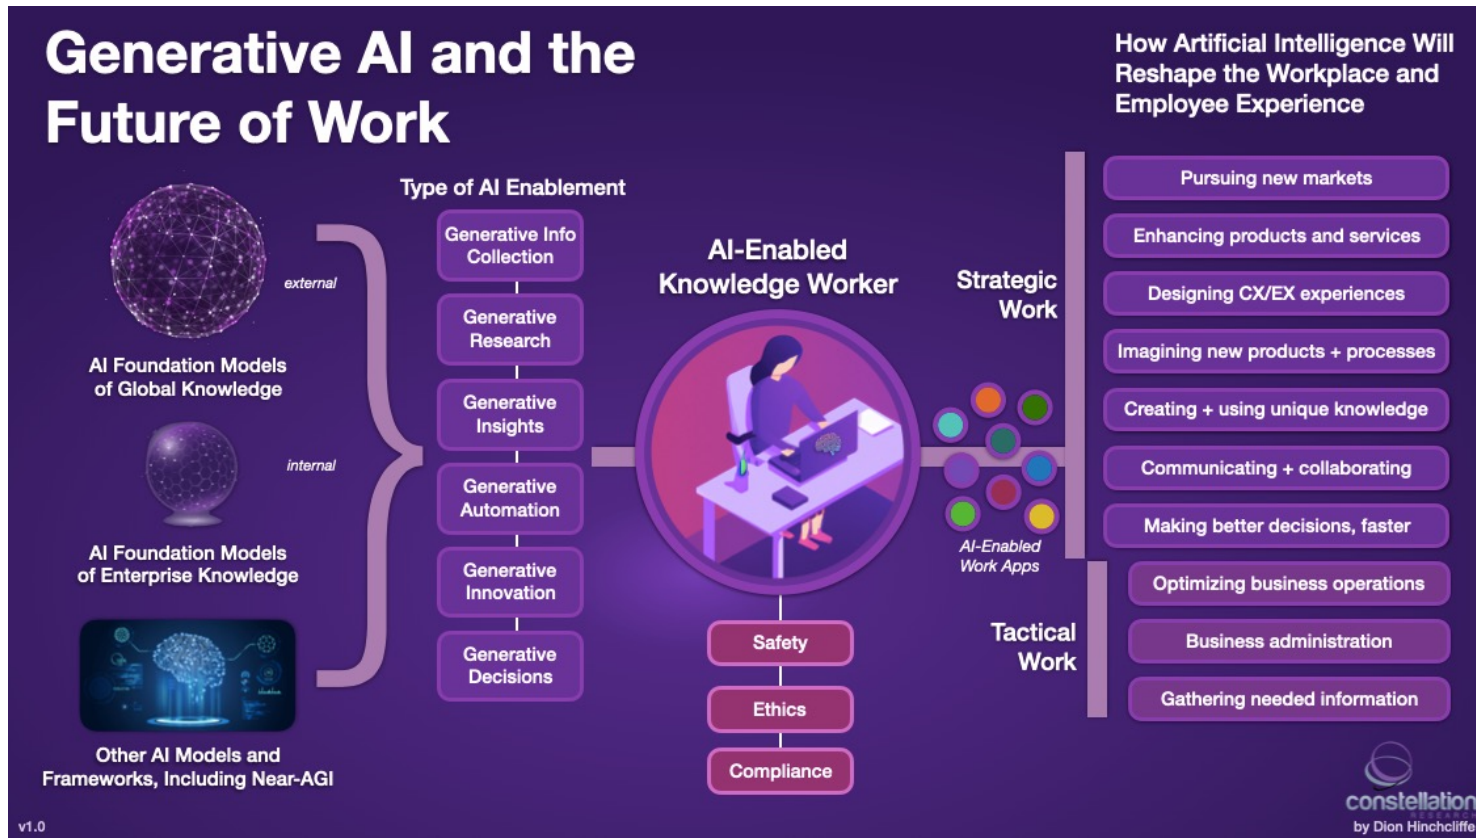 Generative AI and the
Future of Work
How Artificial Intelligence Will
Reshape the Workplace and
Employee Experience
external
AI Foundation Models
of Global Knowledge
internal
AI Foundation Models
of Enterprise Knowledge
Other AI Models and
Frameworks, Including Near-AGI
Type of AI Enablement
Generative Info
Collection
Generative
Research
Generative
Insights
Generative
Automation
Generative
Innovation
Generative
Decisions
AI-Enabled
Knowledge Worker
Safety
Ethics
Compliance
AI-Enabled
Work Apps
Strategic
Work
Pursuing new markets
Enhancing products and services
Designing CX/EX experiences
Imagining new products + processes
Creating + using unique knowledge
Communicating + collaborating
Making better decisions, faster
Tactical
Work
Optimizing business operations
Business administration
Gathering needed information
constellation
RESEARCH
by Dion Hinchcliffe
v1.0